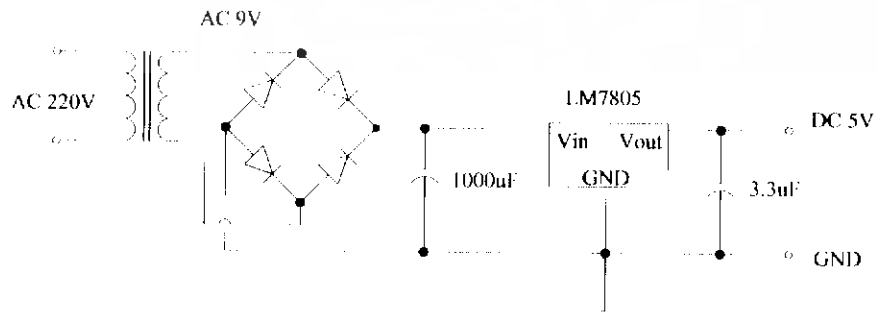 AC 9V
AC 220V
LM7805
Vin Vout
GND
DC 5V
1000uF
3.3uF
GND